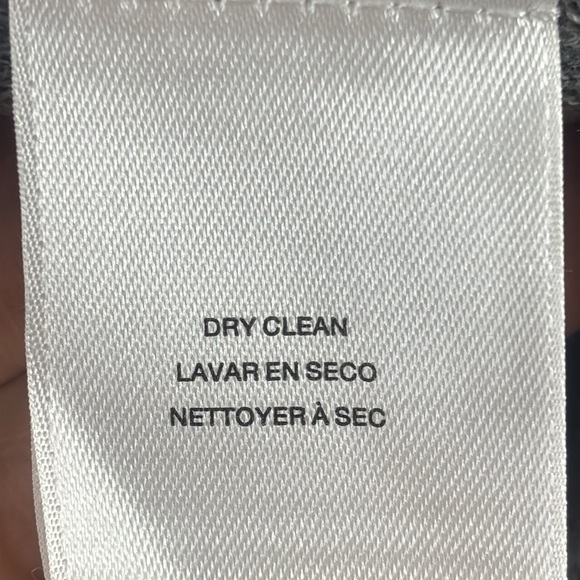 DRY CLEAN
LAVAR EN SECO
NETTOYER À SEC